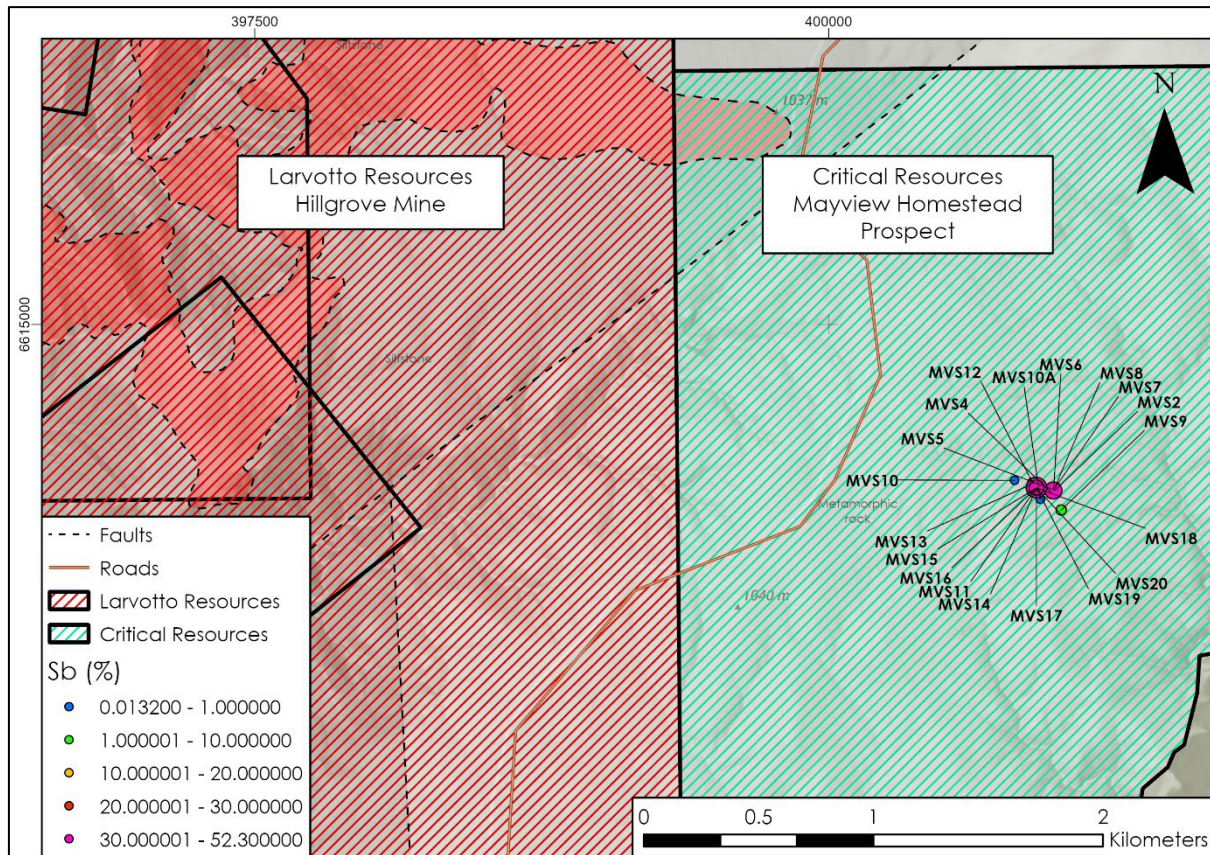 397500
400000
Siltstone
1037 m
N
Larvotto Resources
Hillgrove Mine
Critical Resources
Mayview Homestead
Prospect
6615000
Siltstone
MVS12
MVS10A
MVS6
MVS8
MVS7
MVS2
MVS9
MVS4
MVS5
MVS10
Metamorphic
rock
MVS13
MVS15
MVS16
MVS11
MVS14
MVS17
MVS18
MVS20
MVS19
1040 m
Faults
Roads
Larvotto Resources
Critical Resources
Sb (%)
0.013200 - 1.000000
1.000001 - 10.000000
10.000001 - 20.000000
20.000001 - 30.000000
30.000001 - 52.300000
0 0.5 1 2
Kilometers